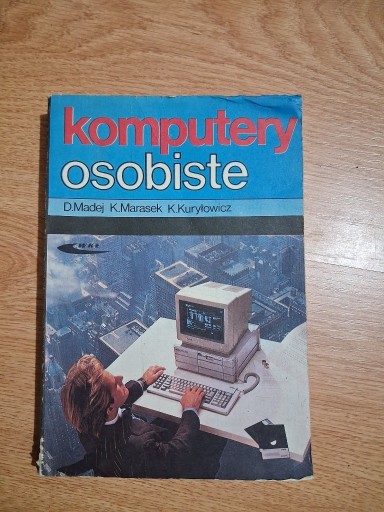 komputery
osobiste
D.Madej K.Marasek K.Kuryłowicz